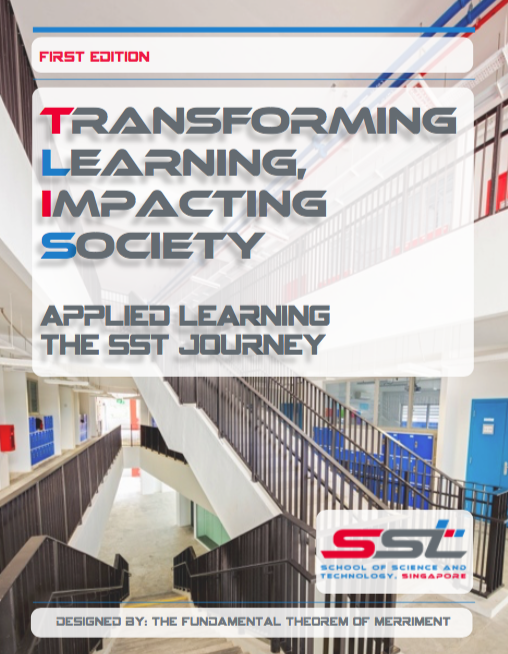 FIRST EDITION
TRANSFORMING
LEARNING,
IMPACTING
SOCIETY
APPLIED LEARNING
THE SST JOURNEY
SST
SCHOOL OF SCIENCE AND
TECHNOLOGY, SINGAPORE
DESIGNED BY: THE FUNDAMENTAL THEOREM OF MERRIMENT